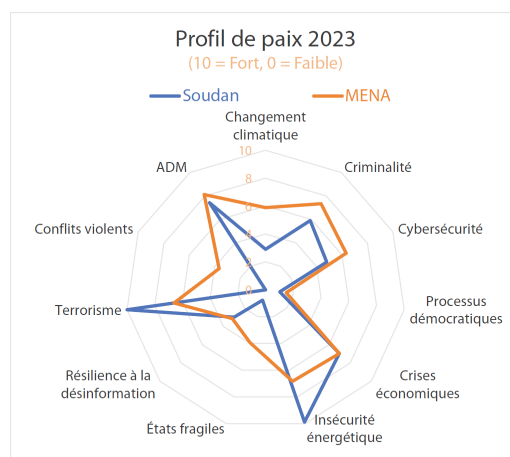 Profil de paix 2023
(10 = Fort, 0 = Faible)
Soudan
MENA
Changement
climatique
10
ADM
Criminalité
8
6
Conflits violents
Cybersécurité
4
2
0
Terrorisme
Processus
démocratiques
Résilience à la
désinformation
Crises
économiques
États fragiles
Insécurité
énergétique